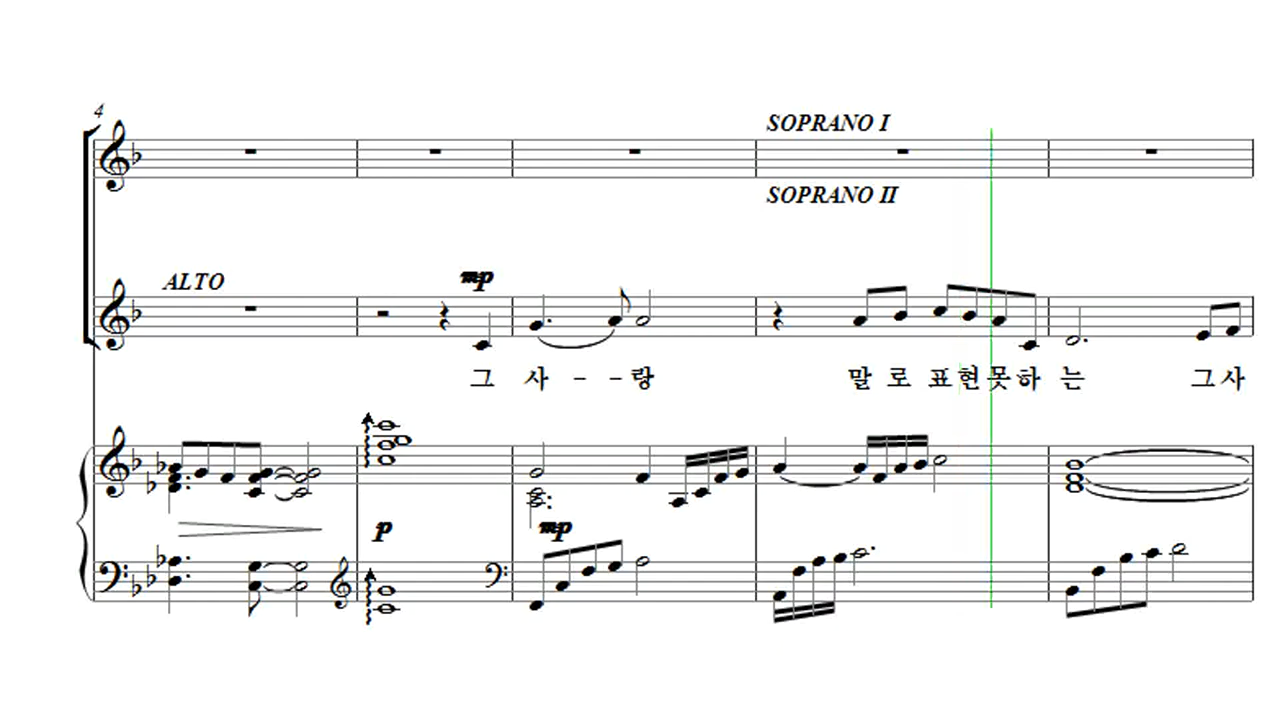 4
SOPRANO I
SOPRANO II
ALTO
mp
그 사 - - 랑 말 로 표 현 못 하 는 그 사
p
mp